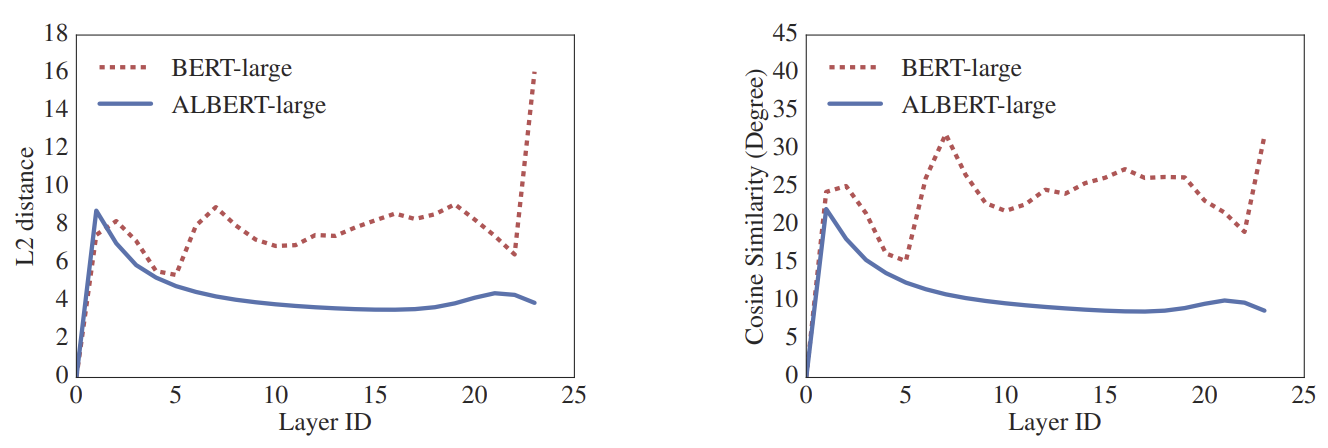 18
16
14
12
10
8
6
4
2
0
L2 distance
BERT-large
ALBERT-large
0 5 10 15 20 25
Layer ID
45
40
35
30
25
20
15
10
5
0
Cosine Similarity (Degree)
BERT-large
ALBERT-large
0 5 10 15 20 25
Layer ID